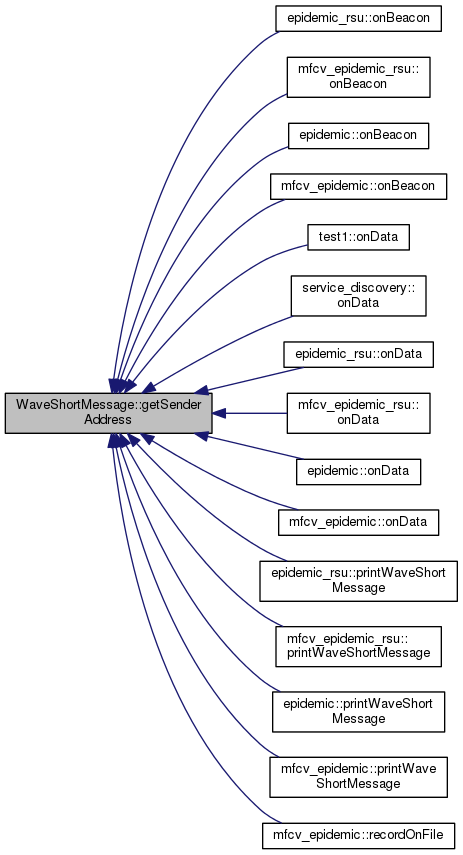 epidemic_rsu::onBeacon
mfcv_epidemic_rsu::
onBeacon
epidemic::onBeacon
mfcv_epidemic::onBeacon
test1::onData
service_discovery::
onData
epidemic_rsu::onData
WaveShortMessage::getSender
Address
mfcv_epidemic_rsu::
onData
epidemic::onData
mfcv_epidemic::onData
epidemic_rsu::printWaveShort
Message
mfcv_epidemic_rsu::
printWaveShortMessage
epidemic::printWaveShort
Message
mfcv_epidemic::printWave
ShortMessage
mfcv_epidemic::recordOnFile